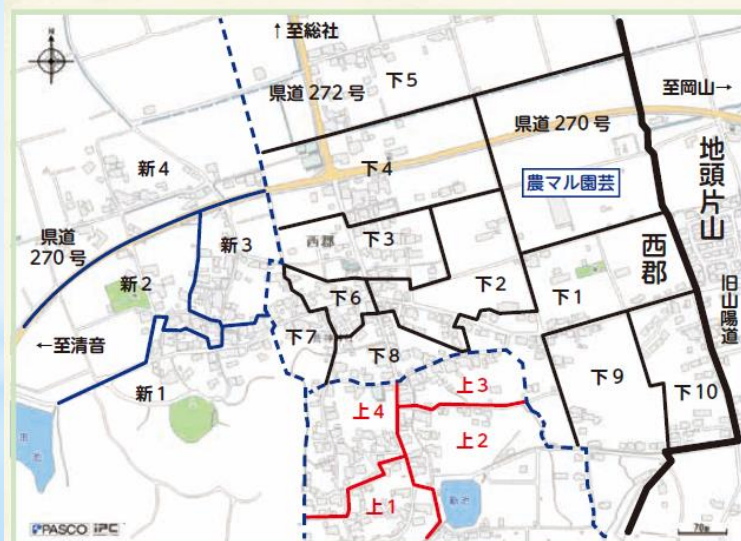 ↑至総社
下5
県道 272 号
至岡山→
県道 270 号
新4
下4
農マル園芸
地頭片山
西郡
県道
270 号
新3
西郡
下3
新2
下6
下2
下1
旧山陽道
←至清音
下7
下8
新1
下9
下10
上3
上4
上2
上1
PASCO iPC